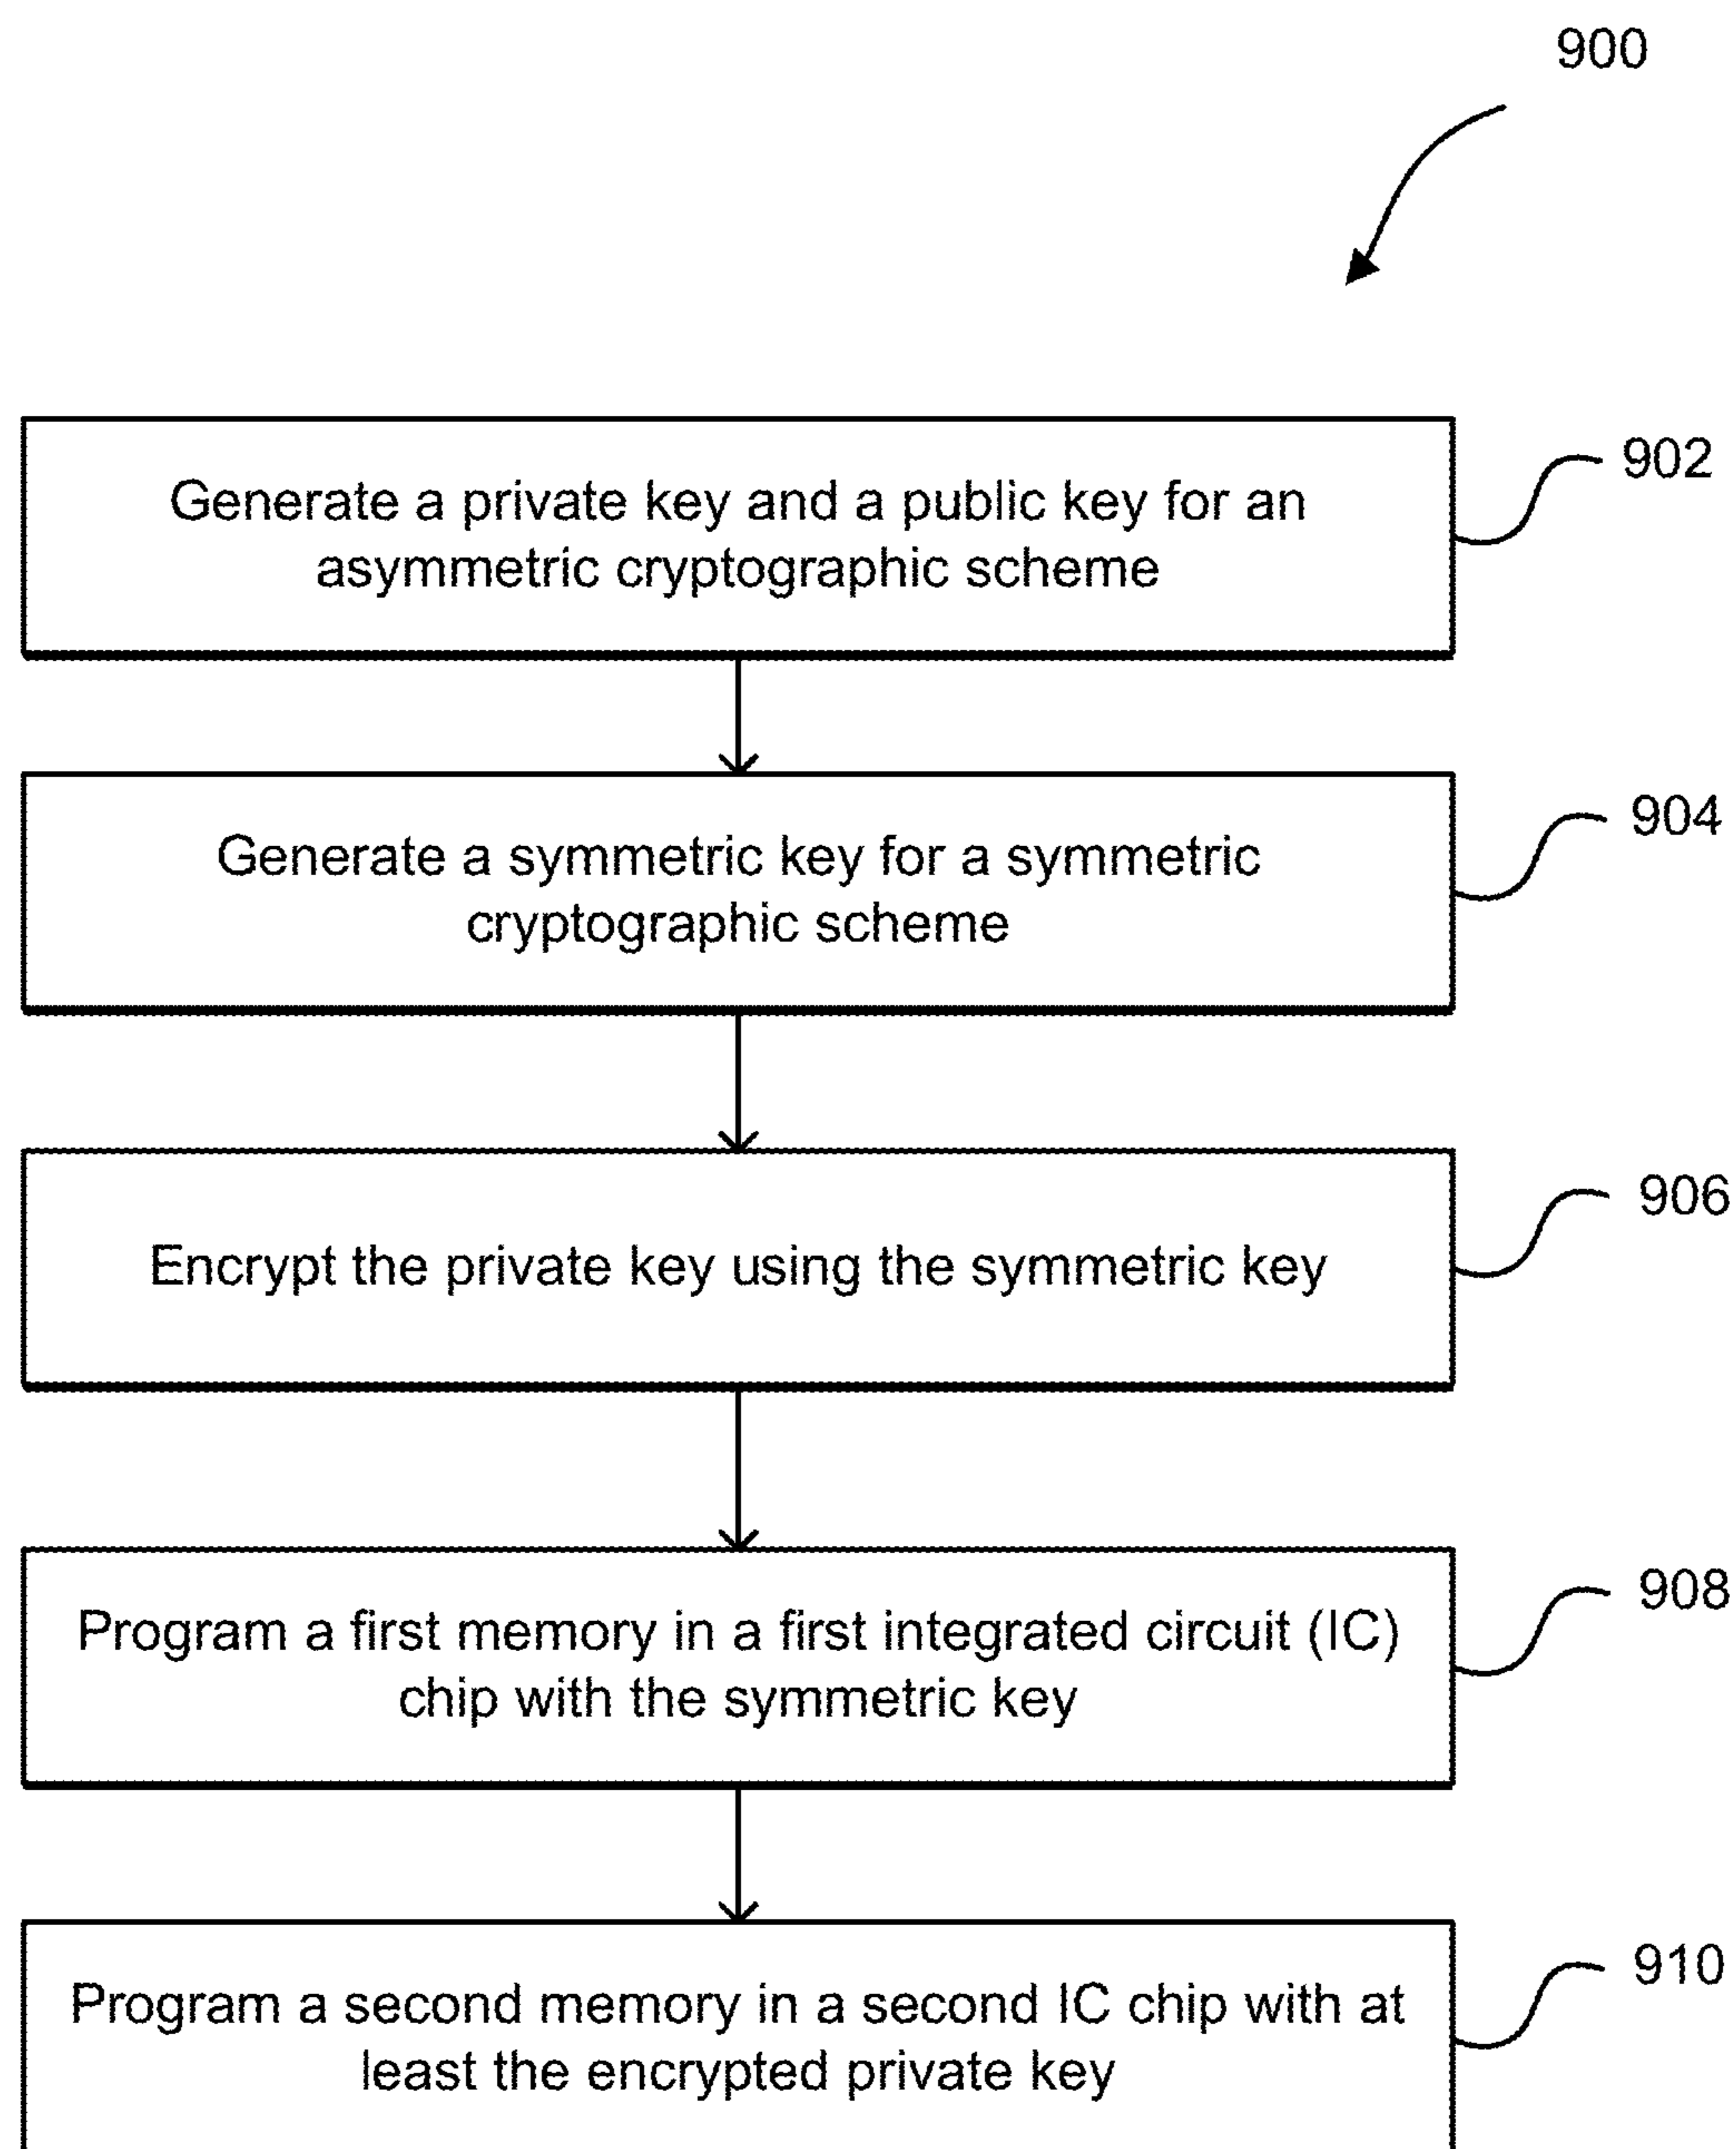 900
Generate a private key and a public key for an
asymmetric cryptographic scheme
902
Generate a symmetric key for a symmetric
cryptographic scheme
904
Encrypt the private key using the symmetric key
906
Program a first memory in a first integrated circuit (IC)
chip with the symmetric key
908
Program a second memory in a second IC chip with at
least the encrypted private key
910